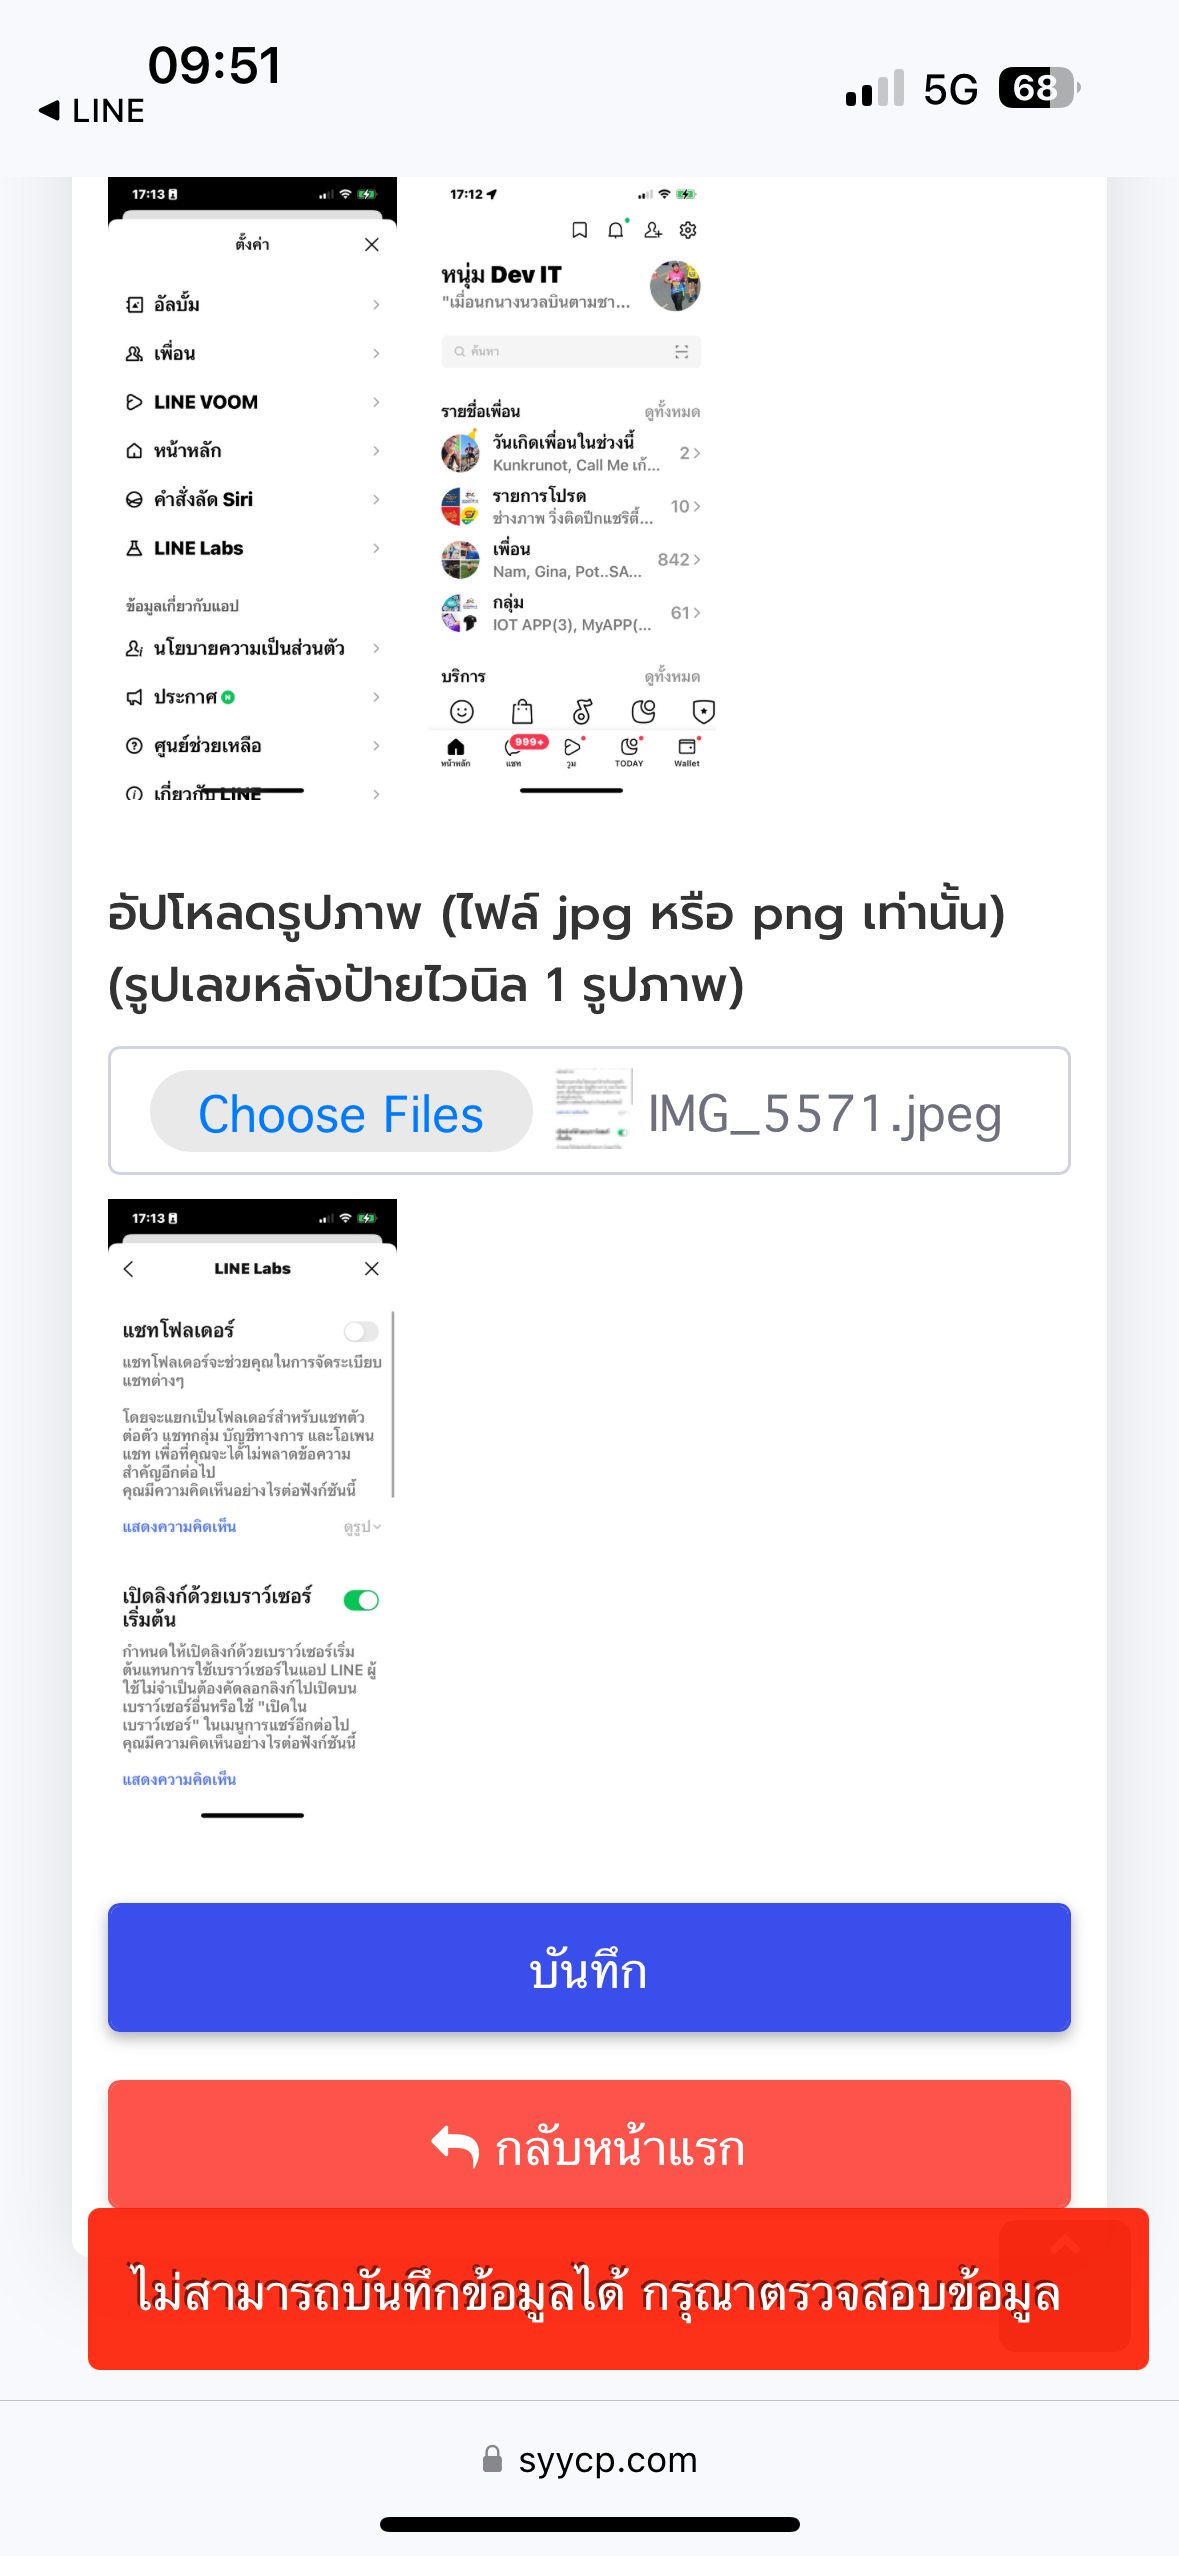 09:51
LINE
5G
68
17:13
ตั้งค่า
อัลบั้ม
เพื่อน
LINE VOOM
หน้าหลัก
คำสั่งลัด Siri
LINE Labs
ข้อมูลเกี่ยวกับแอป
นโยบายความเป็นส่วนตัว
ประกาศ N
ศูนย์ช่วยเหลือ
เกี่ยวกับ LINE
17:12
หนุ่ม Dev IT
"เมื่อนกนางนวลบินตามชา...
ค้นหา
รายชื่อเพื่อน ดูทั้งหมด
วันเกิดเพื่อนในช่วงนี้ 2
Kunkrunot, Call Me เก้...
รายการโปรด 10
ช่างภาพ วิ่งติดปีกแชริตี้...
เพื่อน 842
Nam, Gina, Pot..SA...
กลุ่ม 61
IOT APP(3), MyAPP(...
บริการ ดูทั้งหมด
999+
หน้าหลัก แชท วูม TODAY Wallet
อัปโหลดรูปภาพ (ไฟล์ jpg หรือ png เท่านั้น)
(รูปเลขหลังป้ายไวนิล 1 รูปภาพ)
Choose Files IMG_5571.jpeg
17:13
LINE Labs
แชทโฟลเดอร์
แชทโฟลเดอร์จะช่วยคุณในการจัดระเบียบ
แชทต่างๆ
โดยจะแยกเป็นโฟลเดอร์สำหรับแชทตัว
ต่อตัว แชทกลุ่ม บัญชีทางการ และโอเพน
แชท เพื่อที่คุณจะได้ไม่พลาดข้อความ
สำคัญอีกต่อไป
คุณมีความคิดเห็นอย่างไรต่อฟังก์ชันนี้
แสดงความคิดเห็น ดูรูป
เปิดลิงก์ด้วยเบราว์เซอร์
เริ่มต้น
กำหนดให้เปิดลิงก์ด้วยเบราว์เซอร์เริ่ม
ต้นแทนการใช้เบราว์เซอร์ในแอป LINE ผู้
ใช้ไม่จำเป็นต้องคัดลอกลิงก์ไปเปิดบน
เบราว์เซอร์อื่นหรือใช้ "เปิดใน
เบราว์เซอร์" ในเมนูการแชร์อีกต่อไป
คุณมีความคิดเห็นอย่างไรต่อฟังก์ชันนี้
แสดงความคิดเห็น
บันทึก
กลับหน้าแรก
ไม่สามารถบันทึกข้อมูลได้ กรุณาตรวจสอบข้อมูล
syycp.com